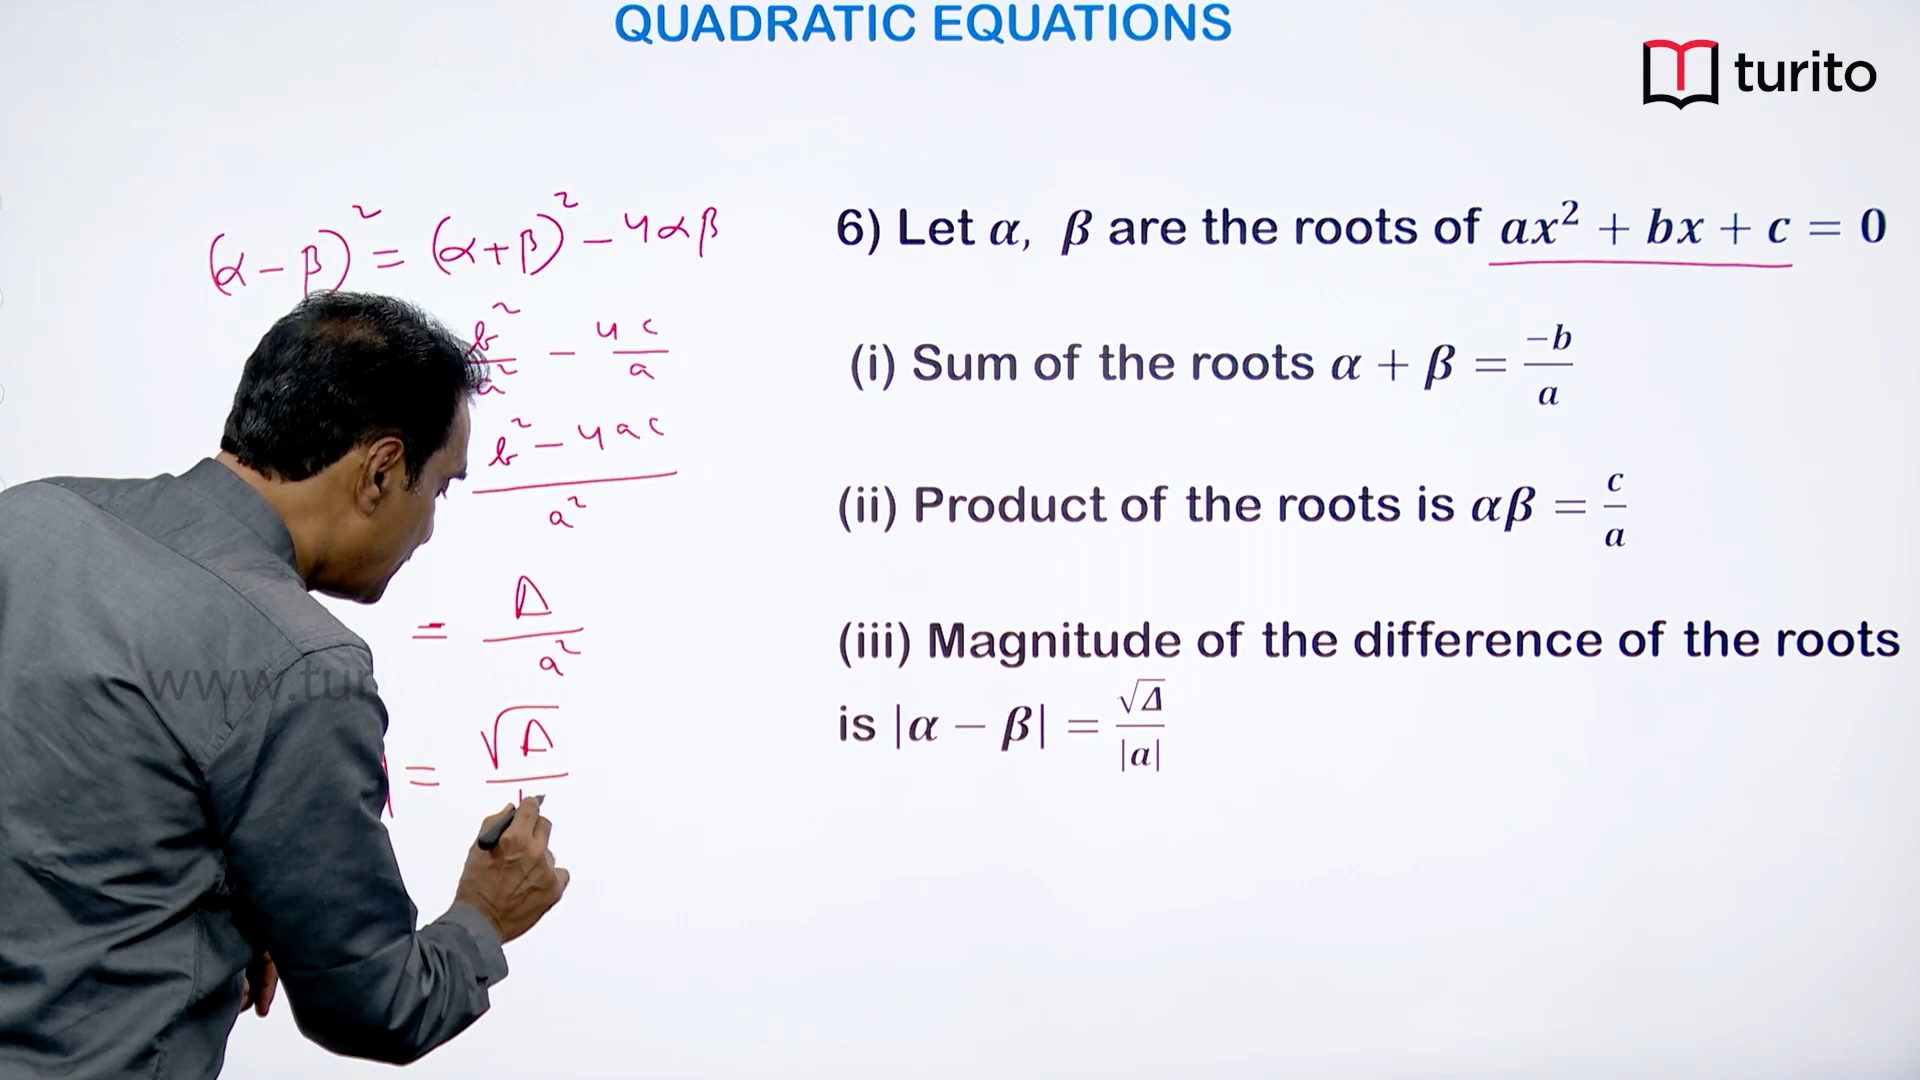 QUADRATIC EQUATIONS
turito
(α – β)² = (α + β)² – 4αβ
b²/a² – 4c/a
b² – 4ac / a²
= Δ/a²
= √Δ /
6) Let α, β are the roots of ax² + bx + c = 0
(i) Sum of the roots α + β = −b/a
(ii) Product of the roots is αβ = c/a
(iii) Magnitude of the difference of the roots
is |α − β| = √Δ/|a|